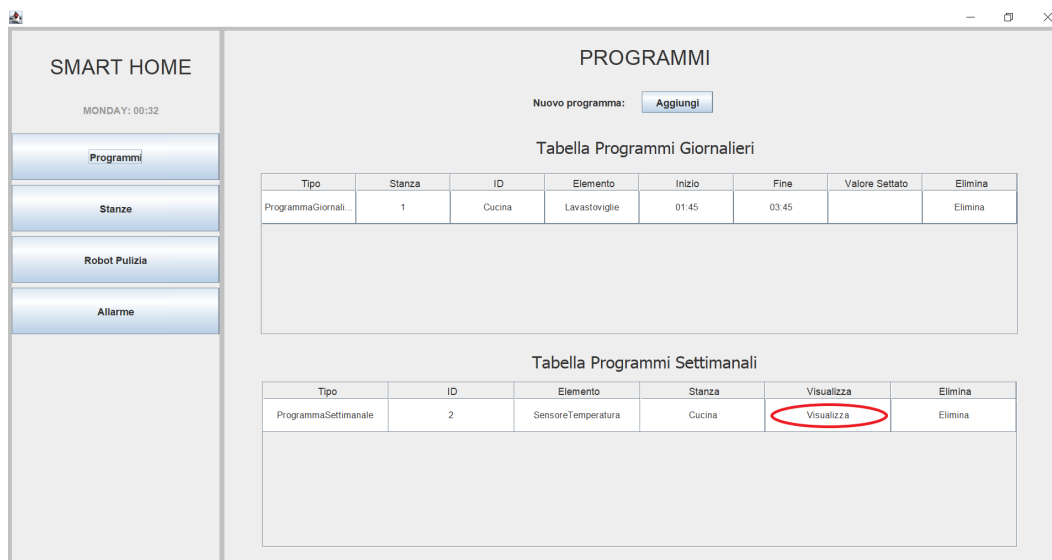 SMART HOME
MONDAY: 00:32
Programmi
Stanze
Robot Pulizia
Allarme
PROGRAMMI
Nuovo programma: Aggiungi
Tabella Programmi Giornalieri
Tipo Stanza ID Elemento Inizio Fine Valore Settato Elimina
ProgrammaGiornali... 1 Cucina Lavastoviglie 01:45 03:45 Elimina
Tabella Programmi Settimanali
Tipo ID Elemento Stanza Visualizza Elimina
ProgrammaSettimanale 2 SensoreTemperatura Cucina Visualizza Elimina